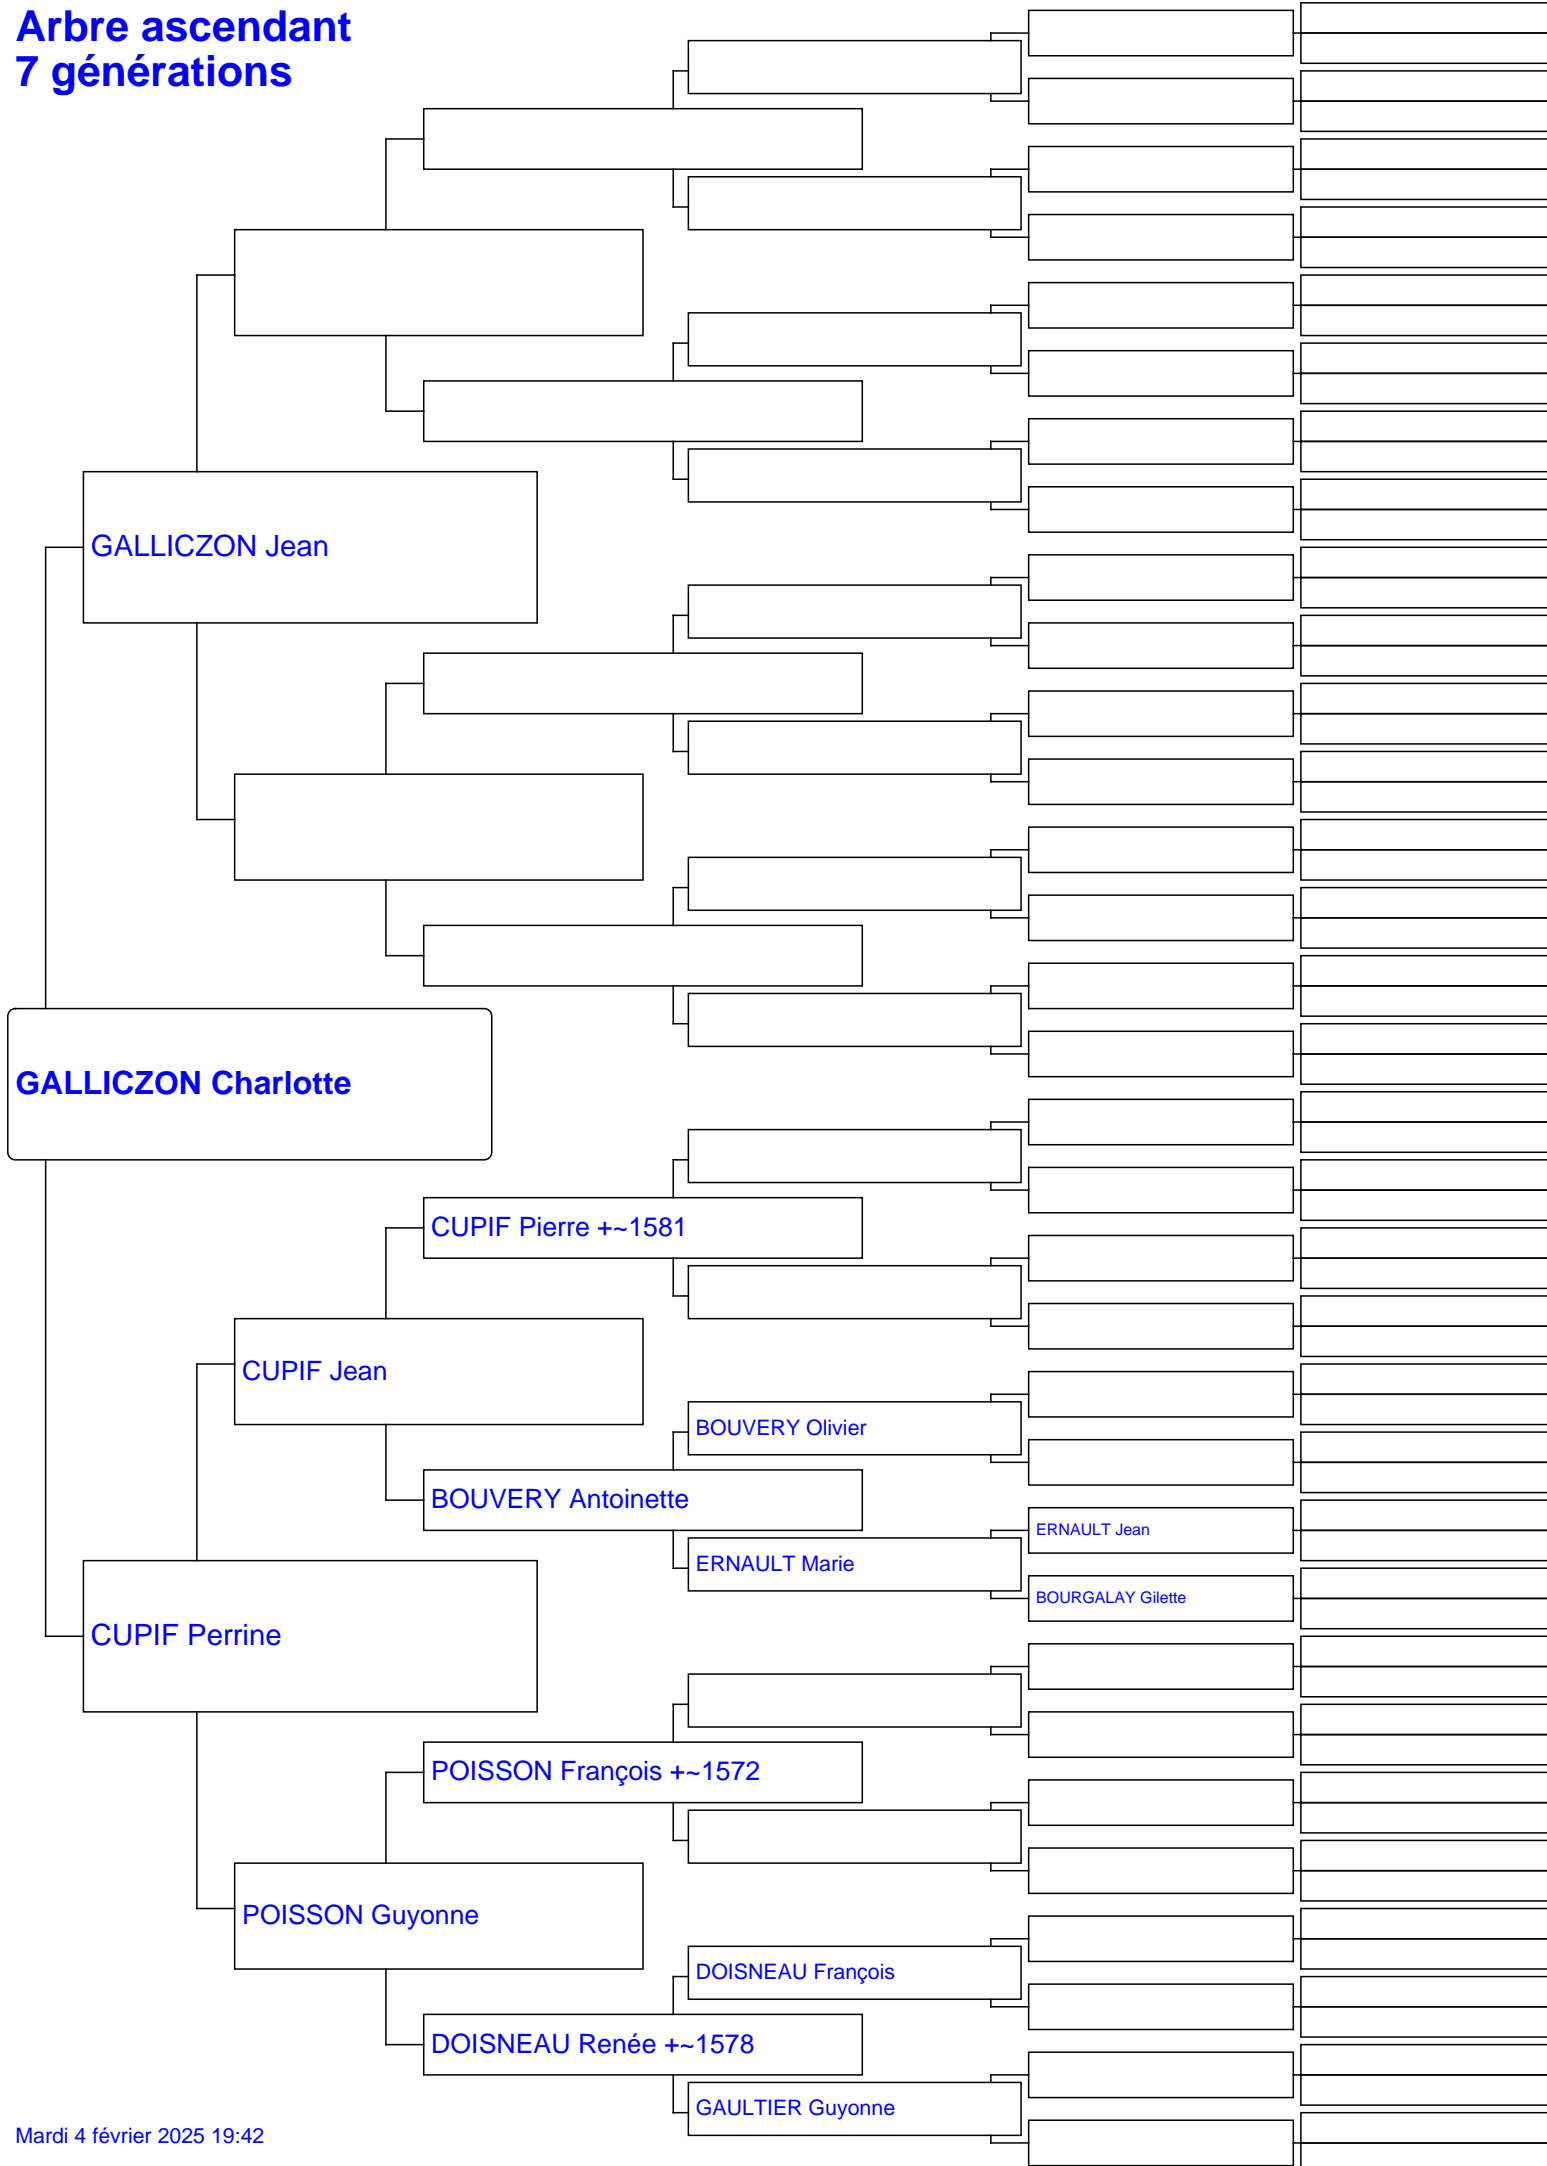 Arbre ascendant
7 générations
GALLICZON Jean
GALLICZON Charlotte
CUPIF Pierre +~1581
CUPIF Jean
BOUVERY Olivier
BOUVERY Antoinette
ERNAULT Jean
ERNAULT Marie
BOURGALAY Gilette
CUPIF Perrine
POISSON François +~1572
POISSON Guyonne
DOISNEAU François
DOISNEAU Renée +~1578
GAULTIER Guyonne
Mardi 4 février 2025 19:42